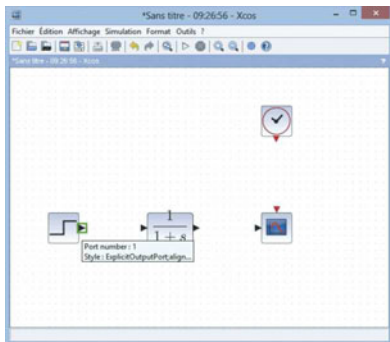 *Sans titre - 09:26:56 - Xcos
Fichier Édition Affichage Simulation Format Outils ?
*Sans titre - 09:26:56 - Xcos
1
1 + s
Port number : 1
Style : ExplicitOutputPort;align...